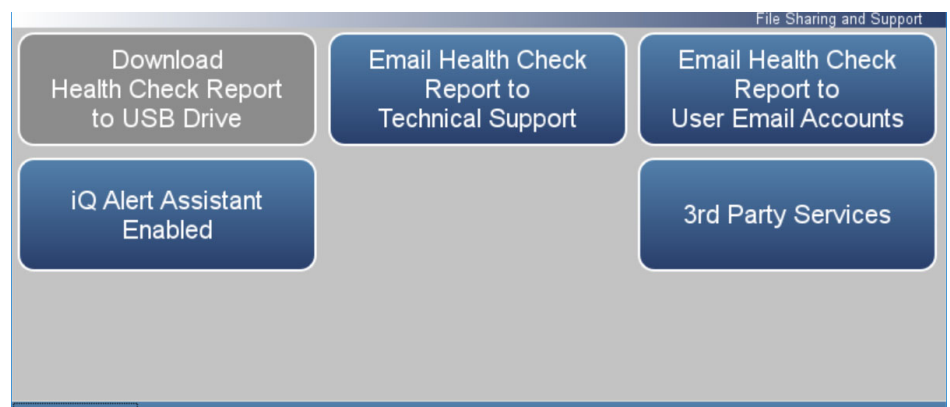 File Sharing and Support
Download
Health Check Report
to USB Drive
Email Health Check
Report to
Technical Support
Email Health Check
Report to
User Email Accounts
iQ Alert Assistant
Enabled
3rd Party Services